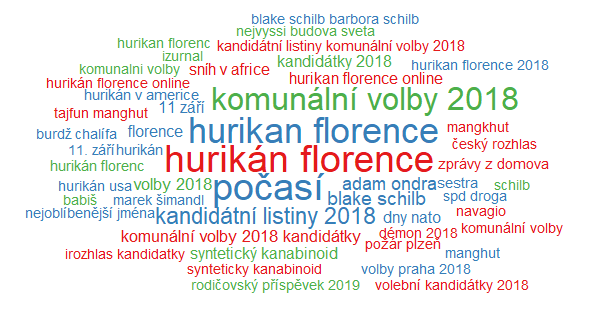 blake schilb barbora schilb
nejvyssi budova sveta
hurikan florenc kandidátní listiny komunální volby 2018
izurnal kandidátky 2018 hurikan florence 2018
komunalni volby sníh v africe
hurikán florence online hurikan florence online
hurikán v americe komunální volby 2018
tajfun manghut 11 září
burdž chalífa florence hurikan florence mangkhut
11. září hurikán český rozhlas
hurikán florenc hurikán florence zprávy z domova
hurikán usa volby 2018 počasí adam ondra sestra schilb
babiš marek šimandl blake schilb spd droga
nejoblíbenější jména kandidátní listiny 2018 dny nato navagio
komunální volby 2018 kandidátky démon 2018 komunální volby
požár plzeň
irozhlas kandidatky syntetický kanabinoid manghut
synteticky kanabinoid volby praha 2018
rodičovský příspěvek 2019 volební kandidátky 2018